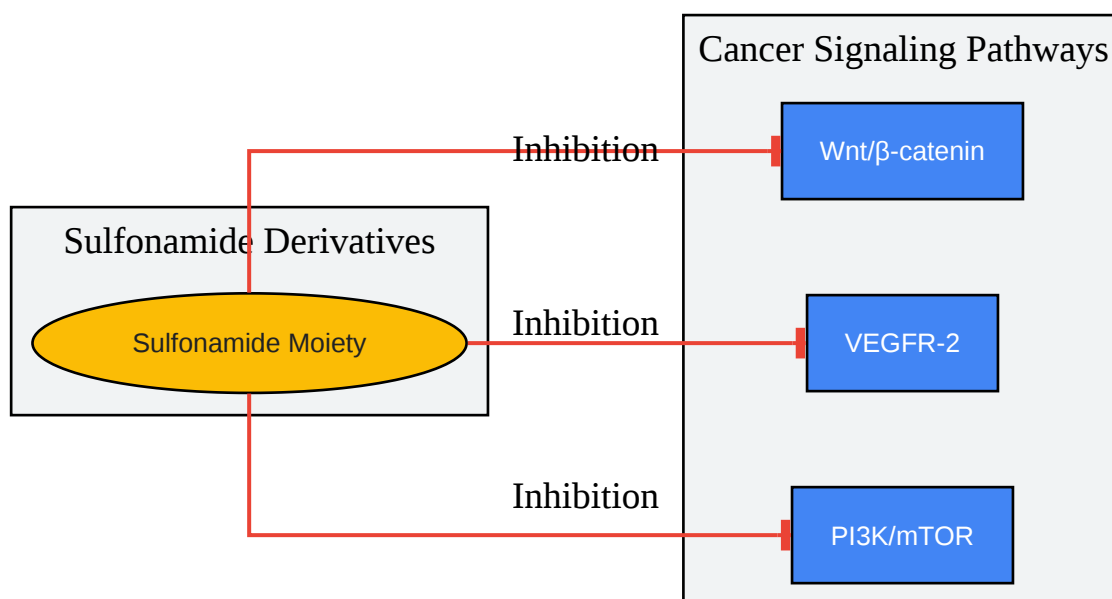 Cancer Signaling Pathways
Inhibition
Wnt/β-catenin
Sulfonamide Derivatives
Sulfonamide Moiety
Inhibition
VEGFR-2
Inhibition
PI3K/mTOR